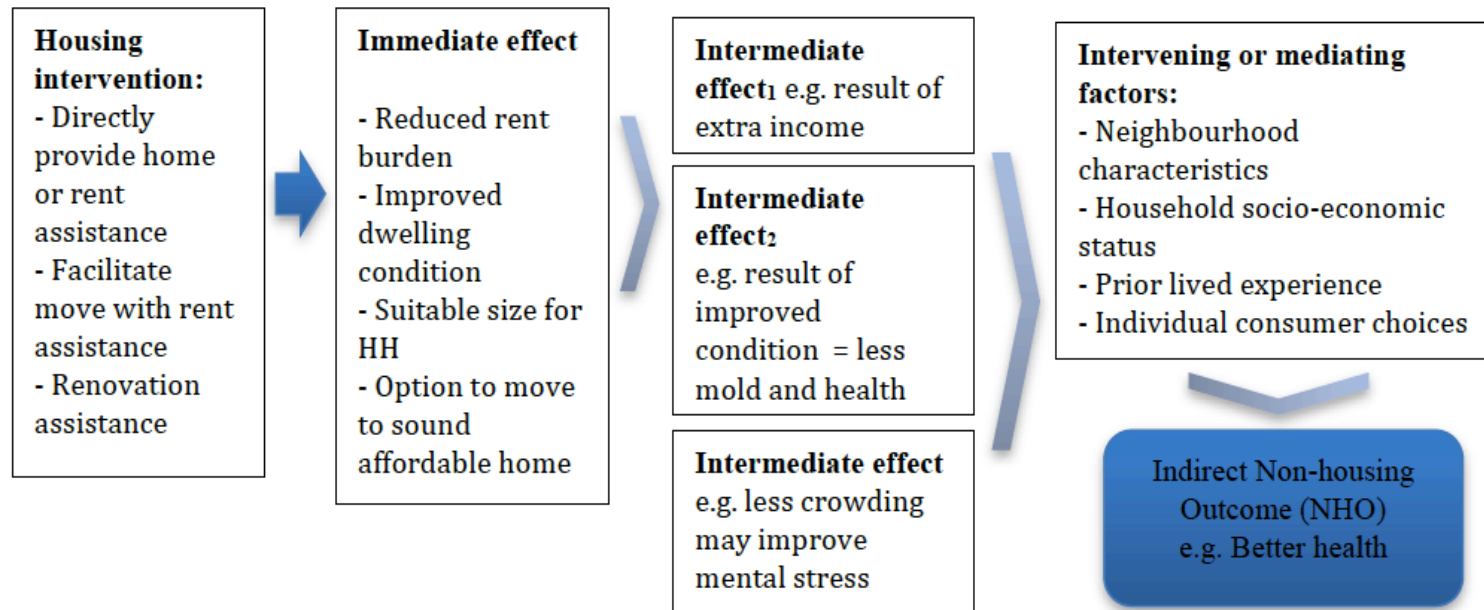 Housing
intervention:
- Directly
provide home
or rent
assistance
- Facilitate
move with rent
assistance
- Renovation
assistance
Immediate effect
- Reduced rent
burden
- Improved
dwelling
condition
- Suitable size for
HH
- Option to move
to sound
affordable home
Intermediate
effect₁ e.g. result of
extra income
Intermediate
effect₂
e.g. result of
improved
condition = less
mold and health
Intermediate effect
e.g. less crowding
may improve
mental stress
Intervening or mediating
factors:
- Neighbourhood
characteristics
- Household socio-economic
status
- Prior lived experience
- Individual consumer choices
Indirect Non-housing
Outcome (NHO)
e.g. Better health